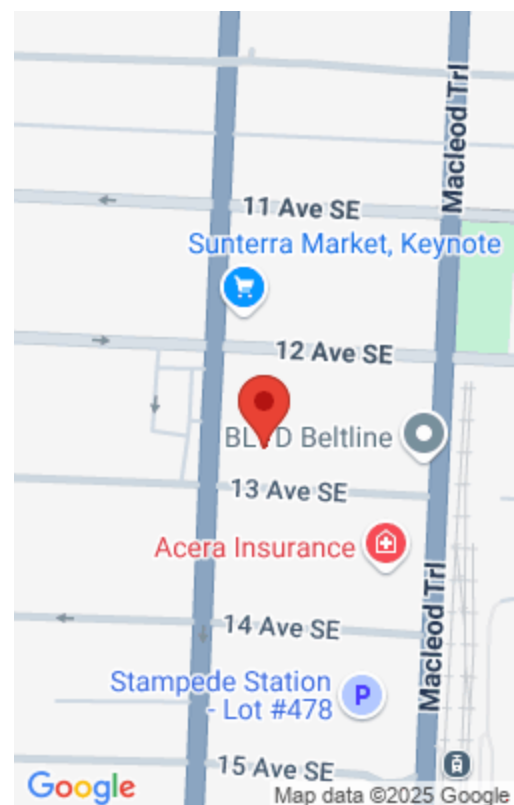 Macleod Trl
11 Ave SE
Sunterra Market, Keynote
12 Ave SE
BLVD Beltline
13 Ave SE
Acera Insurance
Macleod Trl
14 Ave SE
Stampede Station
- Lot #478
P
15 Ave SE
Google
Map data ©2025 Google